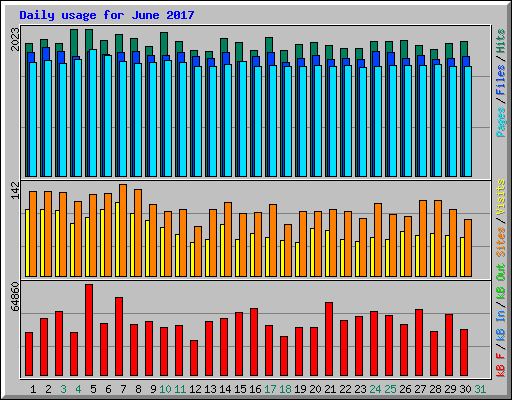 Daily usage for June 2017
2023
Pages / Files / Hits
142
kB F / kB In / kB Out Sites / Visits
64860
1 2 3 4 5 6 7 8 9 10 11 12 13 14 15 16 17 18 19 20 21 22 23 24 25 26 27 28 29 30 31